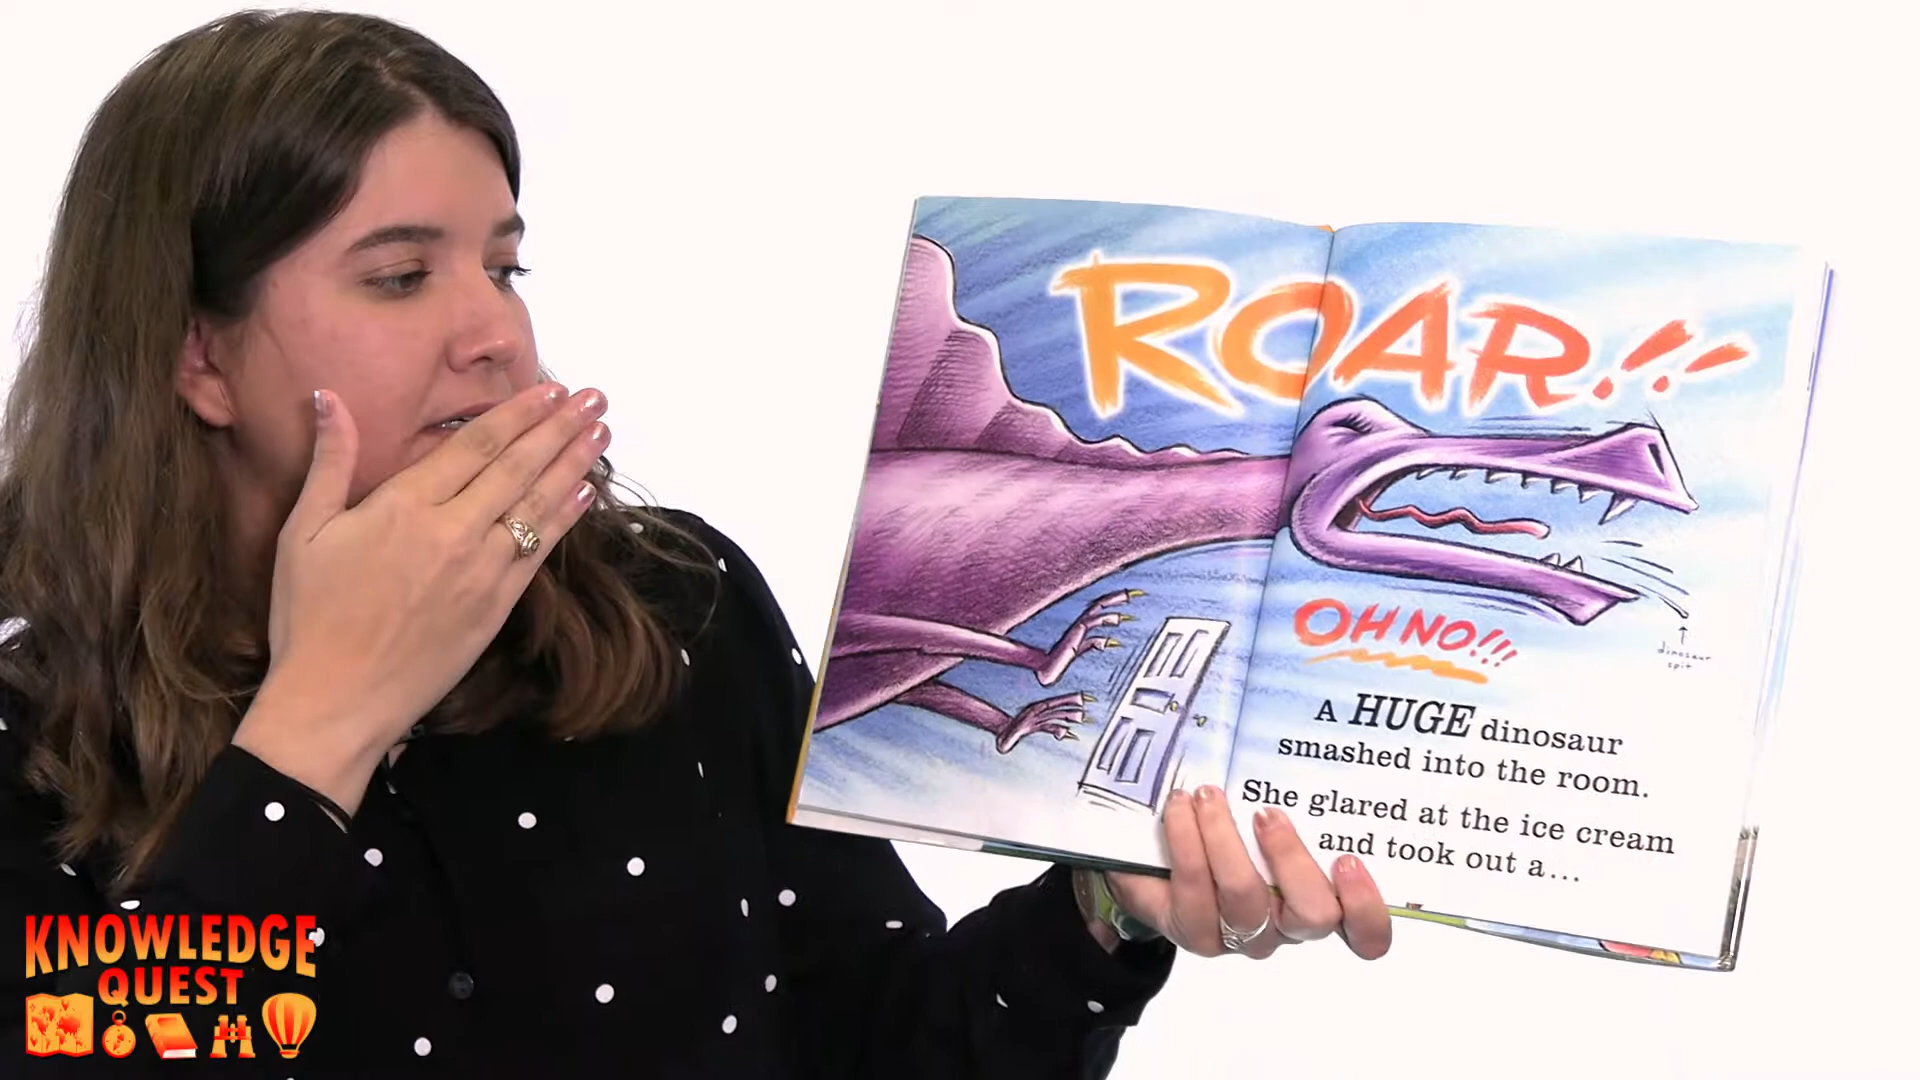 ROAR!!
OH NO!!!
dinosaur
spit
A HUGE dinosaur
smashed into the room.
She glared at the ice cream
and took out a...
KNOWLEDGE
QUEST